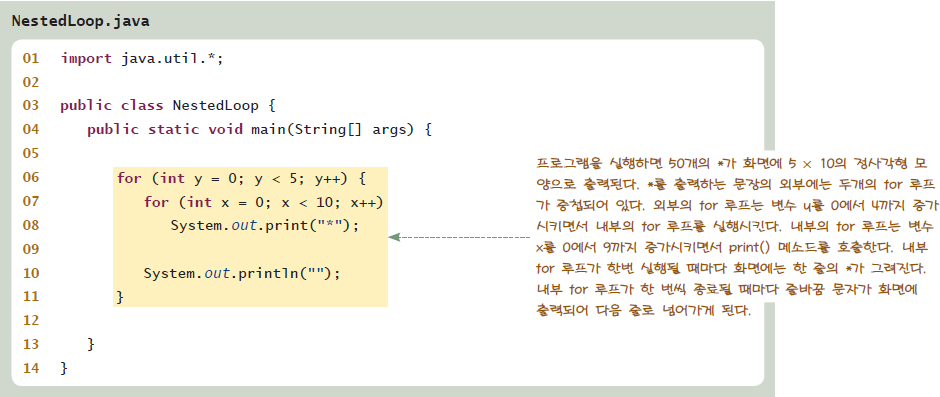 NestedLoop.java
01 import java.util.*;
02
03 public class NestedLoop {
04 public static void main(String[] args) {
05
06 for (int y = 0; y < 5; y++) {
07 for (int x = 0; x < 10; x++)
08 System.out.print("*");
09
10 System.out.println("");
11 }
12
13 }
14 }
프로그램을 실행하면 50개의 *가 화면에 5 × 10의 정사각형 모
양으로 출력된다. *를 출력하는 문장의 외부에는 두개의 for 루프
가 중첩되어 있다. 외부의 for 루프는 변수 y를 0에서 4까지 증가
시키면서 내부의 for 루프를 실행시킨다. 내부의 for 루프는 변수
x를 0에서 9까지 증가시키면서 print() 메소드를 호출한다. 내부
for 루프가 한번 실행될 때마다 화면에는 한 줄의 *가 그려진다.
내부 for 루프가 한 번씩 종료될 때마다 줄바꿈 문자가 화면에
출력되어 다음 줄로 넘어가게 된다.